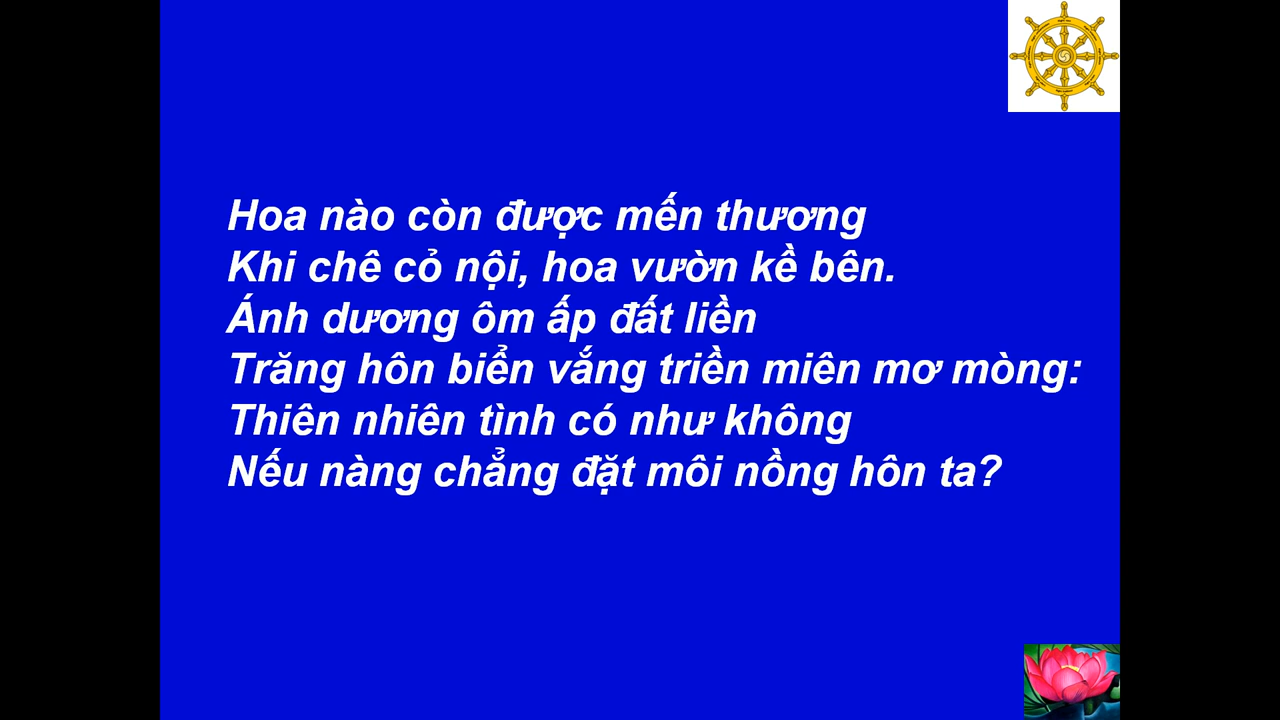 Hoa nào còn được mến thương
Khi chê cỏ nội, hoa vườn kề bên.
Ánh dương ôm ấp đất liền
Trăng hôn biển vắng triền miên mơ mòng:
Thiên nhiên tình có như không
Nếu nàng chẳng đặt môi nồng hôn ta?